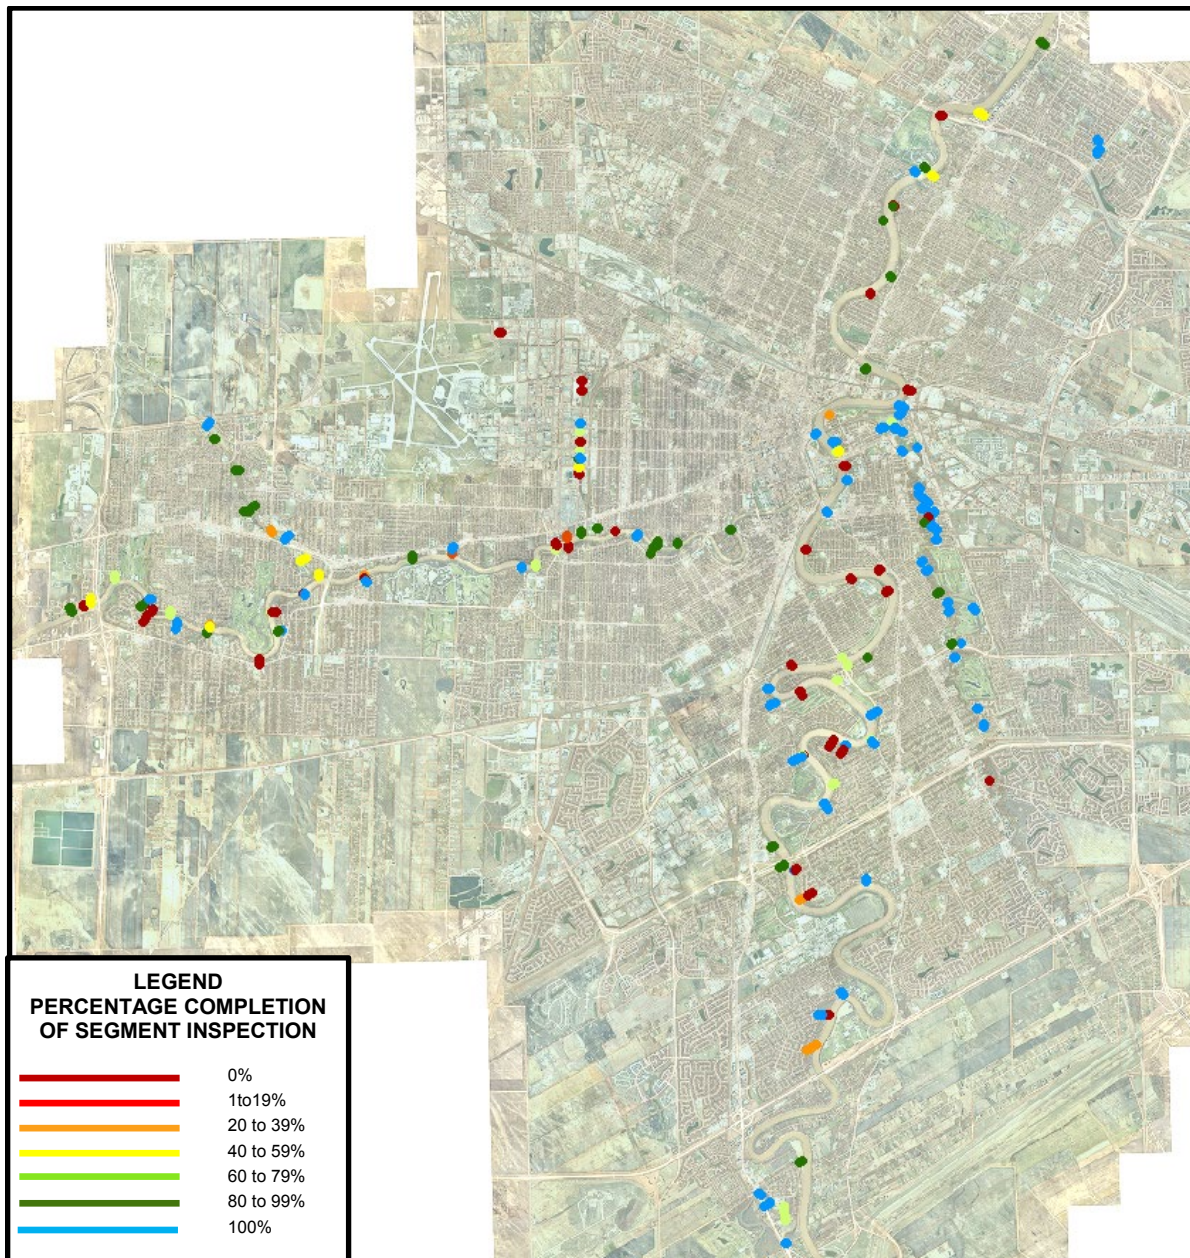 LEGEND
PERCENTAGE COMPLETION
OF SEGMENT INSPECTION
0%
1to19%
20 to 39%
40 to 59%
60 to 79%
80 to 99%
100%